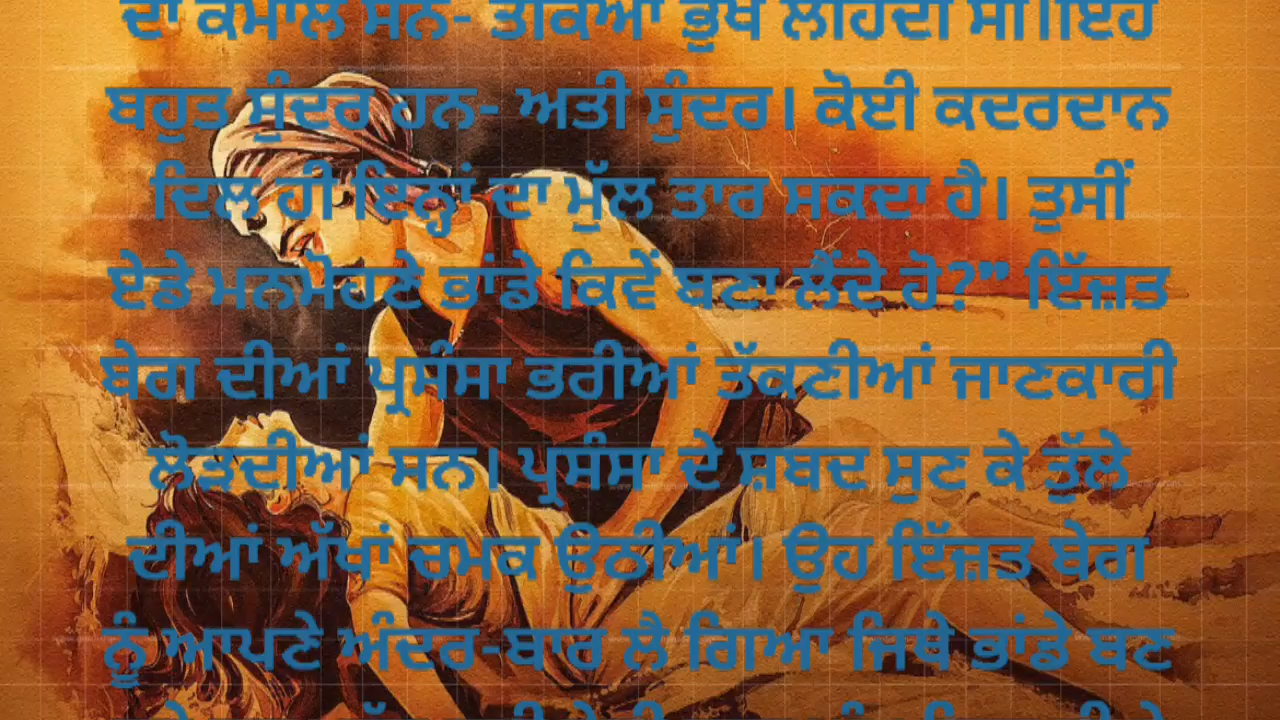 ਦਾ ਕਮਾਲ ਸਨ- ਤੱਕਿਆਂ ਭੁੱਖ ਲਹਿੰਦੀ ਸੀ।ਇਹ
ਬਹੁਤ ਸੁੰਦਰ ਹਨ- ਅਤੀ ਸੁੰਦਰ। ਕੋਈ ਕਦਰਦਾਨ
ਦਿਲ ਹੀ ਇਨ੍ਹਾਂ ਦਾ ਮੁੱਲ ਤਾਰ ਸਕਦਾ ਹੈ। ਤੁਸੀਂ
ਏਡੇ ਮਨਮੋਹਣੇ ਭਾਂਡੇ ਕਿਵੇਂ ਬਣਾ ਲੈਂਦੇ ਹੋ?” ਇੱਜ਼ਤ
ਬੇਗ ਦੀਆਂ ਪ੍ਰਸੰਸਾ ਭਰੀਆਂ ਤੱਕਣੀਆਂ ਜਾਣਕਾਰੀ
ਲੋੜਦੀਆਂ ਸਨ। ਪ੍ਰਸੰਸਾ ਦੇ ਸ਼ਬਦ ਸੁਣ ਕੇ ਤੁੱਲੇ
ਦੀਆਂ ਅੱਖਾਂ ਚਮਕ ਉਠੀਆਂ। ਉਹ ਇੱਜ਼ਤ ਬੇਗ
ਨੂੰ ਆਪਣੇ ਅੰਦਰ-ਬਾਰ ਲੈ ਗਿਆ ਜਿਥੇ ਭਾਂਡੇ ਬਣ